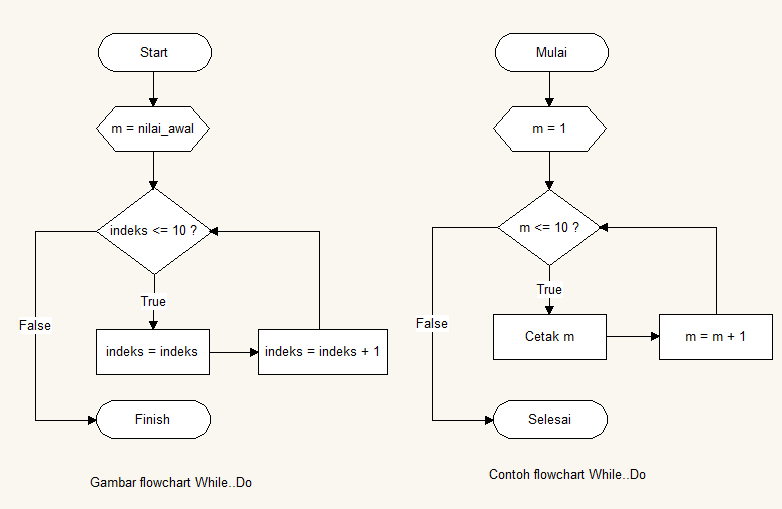 Start
m = nilai_awal
indeks <= 10 ?
True
False
indeks = indeks
indeks = indeks + 1
Finish
Gambar flowchart While..Do
Mulai
m = 1
m <= 10 ?
True
False
Cetak m
m = m + 1
Selesai
Contoh flowchart While..Do